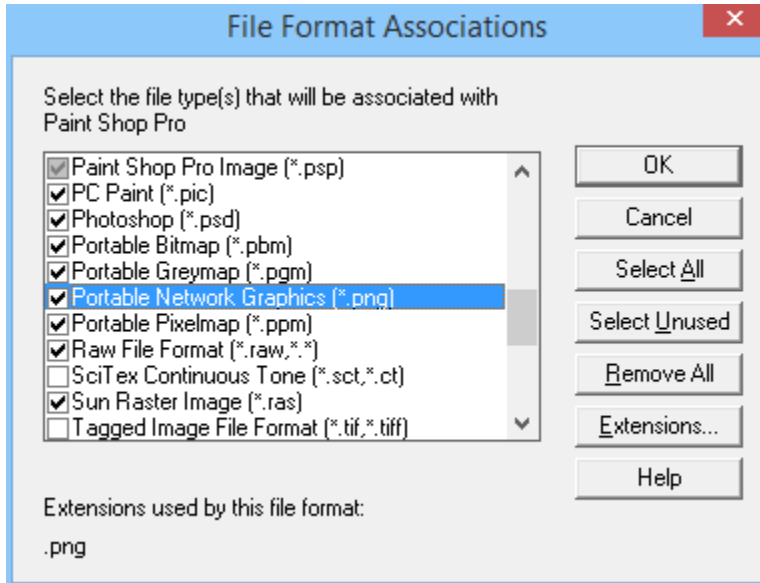 File Format Associations
Select the file type(s) that will be associated with
Paint Shop Pro
Paint Shop Pro Image (*.psp)
PC Paint (*.pic)
Photoshop (*.psd)
Portable Bitmap (*.pbm)
Portable Greymap (*.pgm)
Portable Network Graphics (*.png)
Portable Pixelmap (*.ppm)
Raw File Format (*.raw,*.*)
SciTex Continuous Tone (*.sct,*.ct)
Sun Raster Image (*.ras)
Tagged Image File Format (*.tif,*.tiff)
OK
Cancel
Select All
Select Unused
Remove All
Extensions...
Help
Extensions used by this file format:
.png